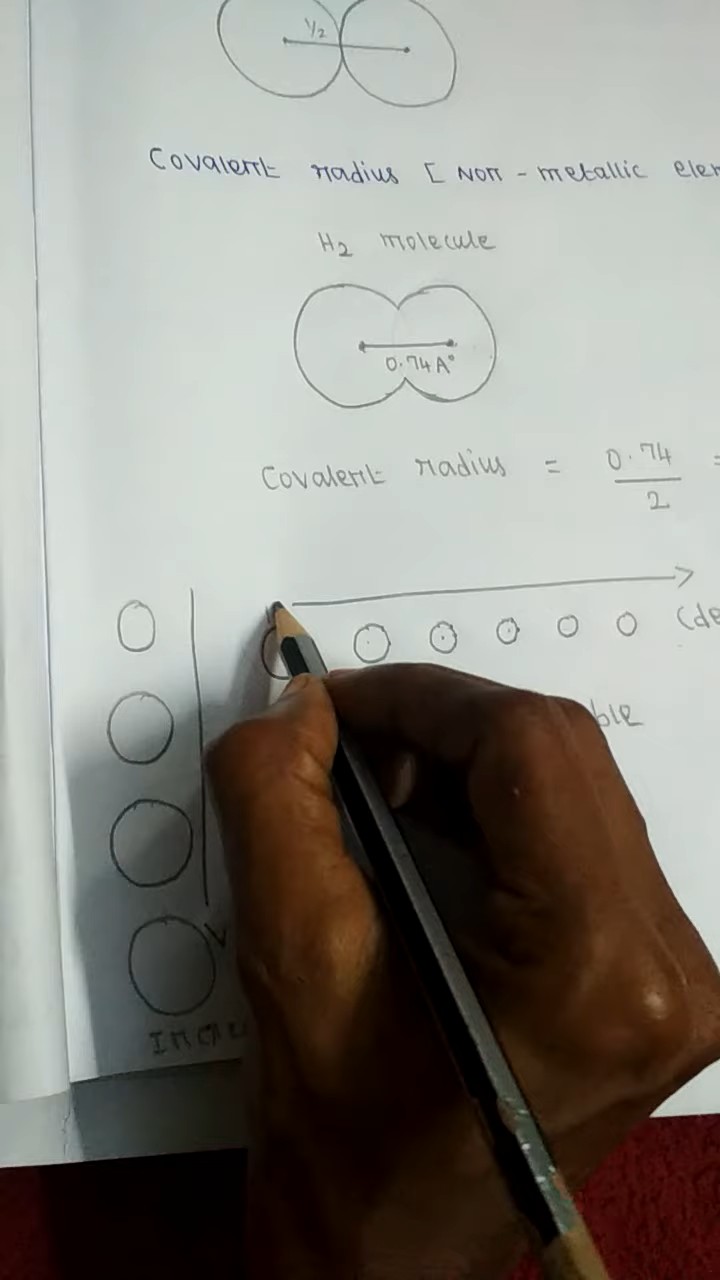 1/2
Covalent radius [ Non - metallic
H2 molecule
0.74A°
Covalent radius = 0.74 / 2 =